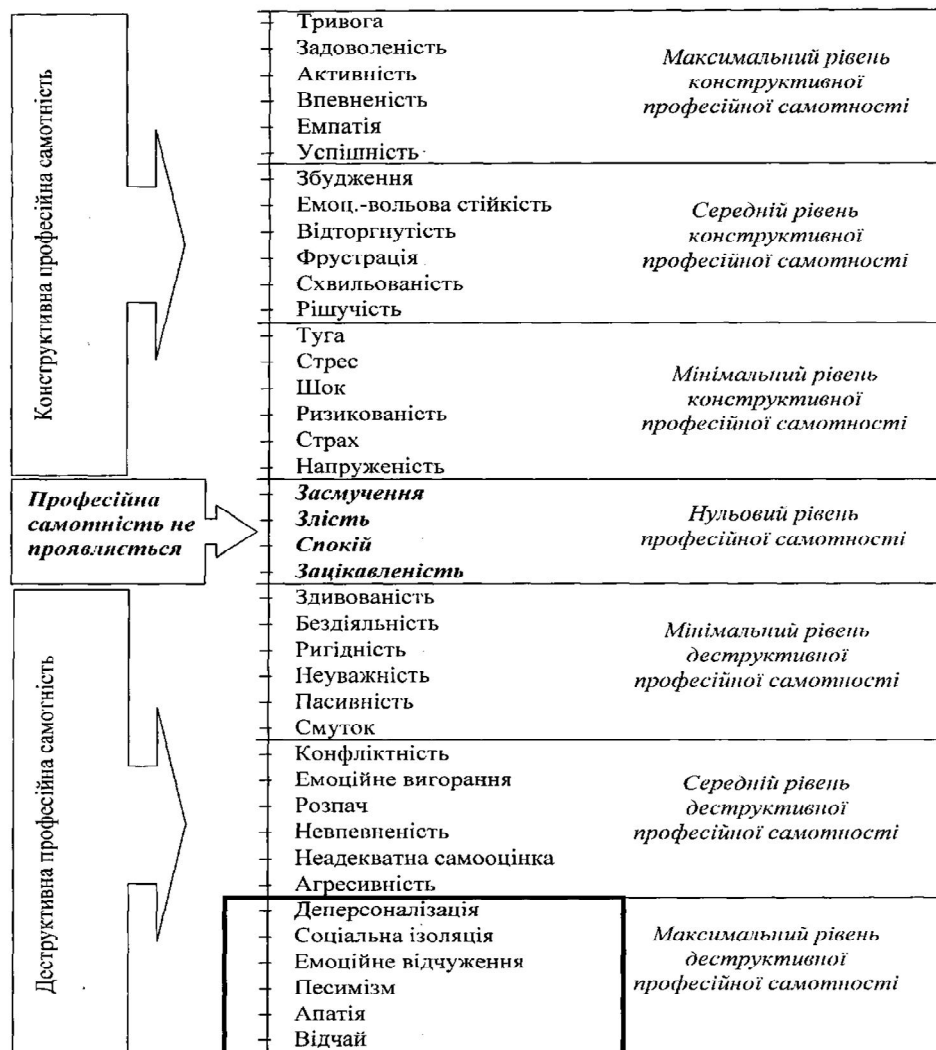 Конструктивна професійна самотність
Тривога
Задоволеність
Активність
Впевненість
Емпатія
Успішність
Максимальний рівень
конструктивної
професійної самотності
Збудження
Емоц.-вольова стійкість
Відторгнутість
Фрустрація
Схвильованість
Рішучість
Середній рівень
конструктивної
професійної самотності
Туга
Стрес
Шок
Ризикованість
Страх
Напруженість
Мінімальний рівень
конструктивної
професійної самотності
Професійна
самотність не
проявляється
Засмучення
Злість
Спокій
Зацікавленість
Нульовий рівень
професійної самотності
Деструктивна професійна самотність
Здивованість
Бездіяльність
Ригідність
Неуважність
Пасивність
Смуток
Мінімальний рівень
деструктивної
професійної самотності
Конфліктність
Емоційне вигорання
Розпач
Невпевненість
Неадекватна самооцінка
Агресивність
Середній рівень
деструктивної
професійної самотності
Деперсоналізація
Соціальна ізоляція
Емоційне відчуження
Песимізм
Апатія
Відчай
Максимальний рівень
деструктивної
професійної самотності